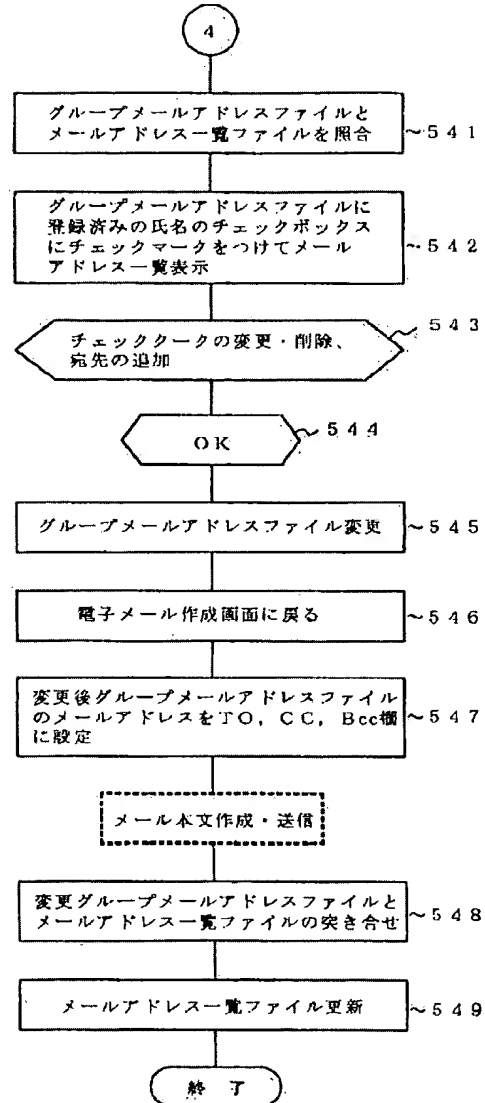 4
グループメールアドレスファイルと
メールアドレス一覧ファイルを照合
~541
グループメールアドレスファイルに
登録済みの氏名のチェックボックス
にチェックマークをつけてメール
アドレス一覧表示
~542
チェッククークの変更・削除、
宛先の追加
543
OK
544
グループメールアドレスファイル変更
~545
電子メール作成画面に戻る
~546
変更後グループメールアドレスファイル
のメールアドレスをTO, CC, Bcc欄
に設定
~547
メール本文作成・送信
変更グループメールアドレスファイルと
メールアドレス一覧ファイルの突き合せ
~548
メールアドレス一覧ファイル更新
~549
終了